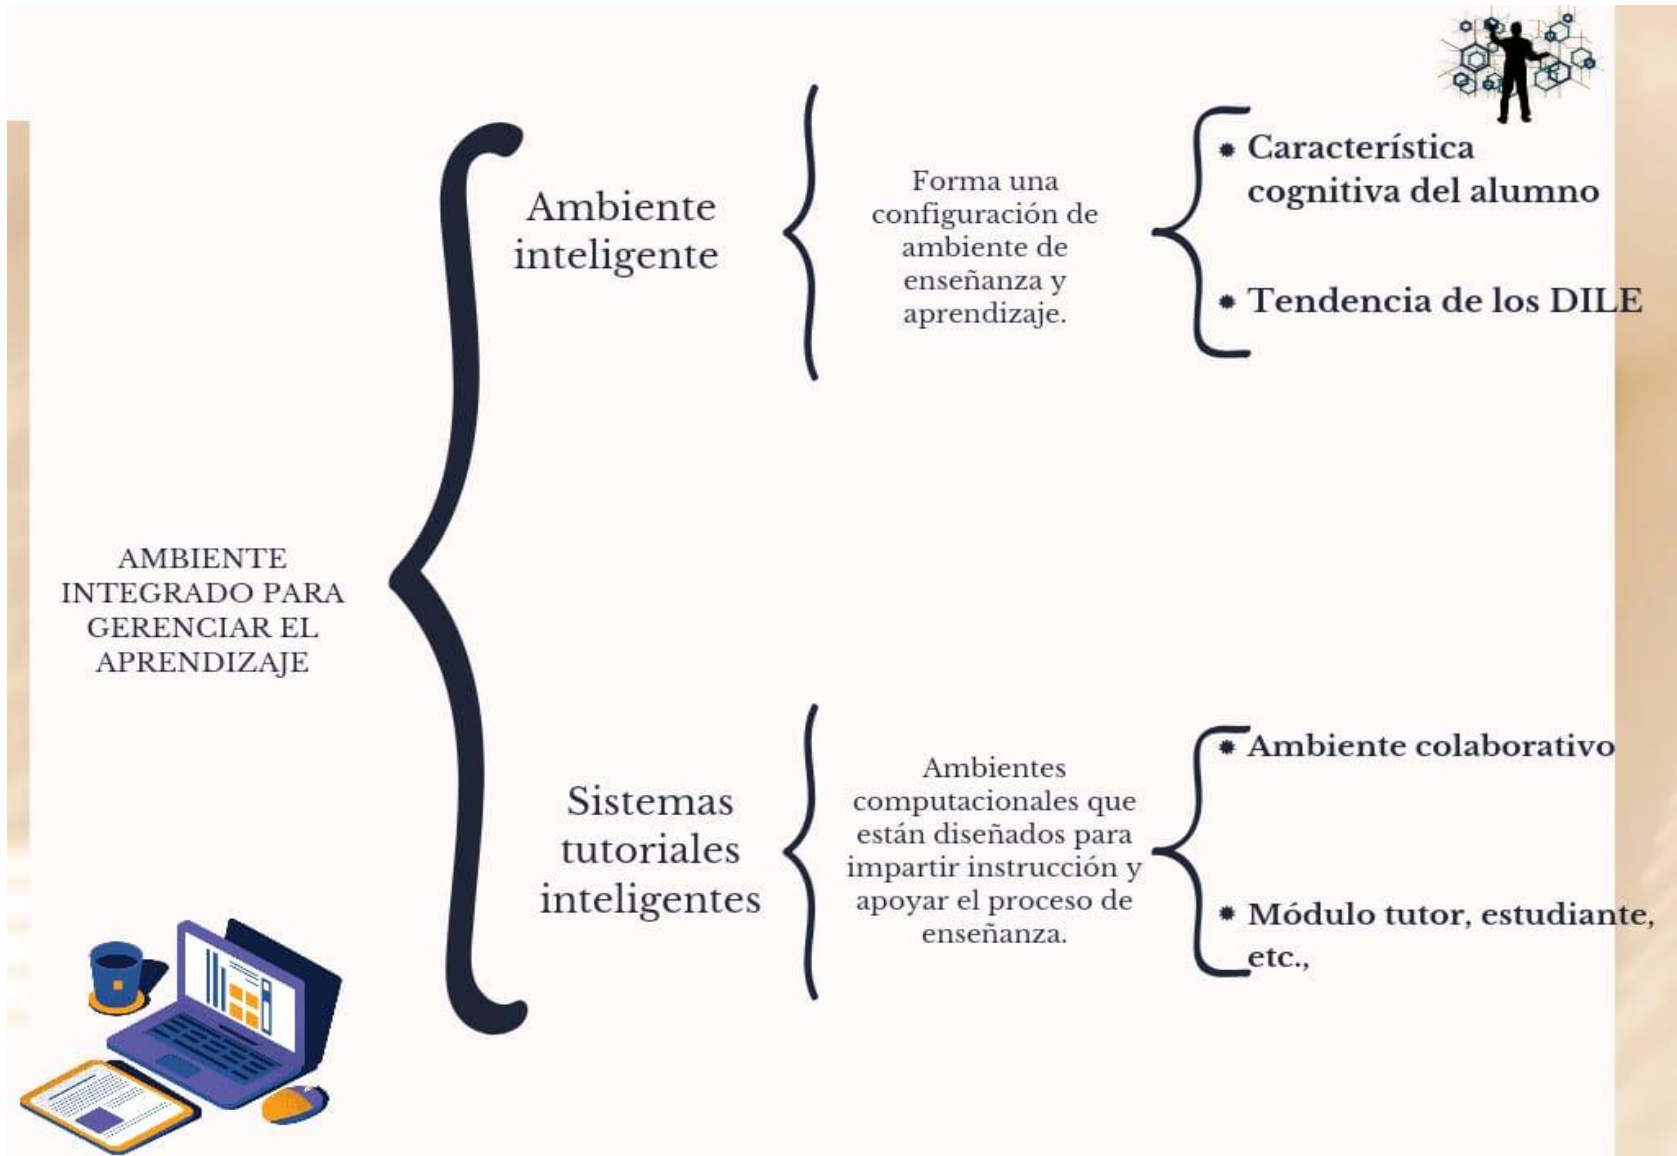 AMBIENTE
INTEGRADO PARA
GERENCIAR EL
APRENDIZAJE
Ambiente
inteligente
Forma una
configuración de
ambiente de
enseñanza y
aprendizaje.
Característica
cognitiva del alumno
Tendencia de los DILE
Sistemas
tutoriales
inteligentes
Ambientes
computacionales que
están diseñados para
impartir instrucción y
apoyar el proceso de
enseñanza.
Ambiente colaborativo
Módulo tutor, estudiante,
etc.,